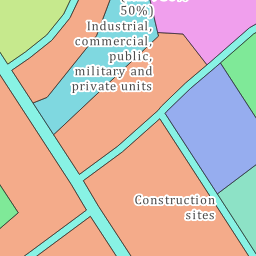 50%)
Industrial,
commercial,
public,
military and
private units
Construction
sites